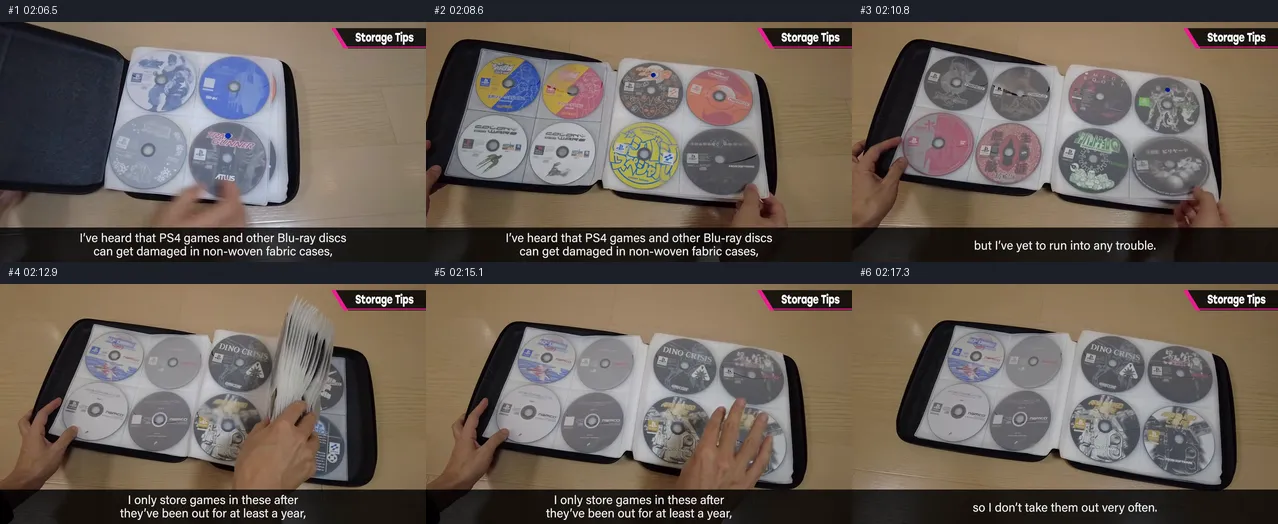 #1 02:06.5
Storage Tips
ATLUS
I've heard that PS4 games and other Blu-ray discs
can get damaged in non-woven fabric cases,
#2 02:08.6
Storage Tips
I've heard that PS4 games and other Blu-ray discs
can get damaged in non-woven fabric cases,
#3 02:10.8
Storage Tips
but I've yet to run into any trouble.
#4 02:12.9
Storage Tips
DINO CRISIS
I only store games in these after
they've been out for at least a year,
#5 02:15.1
Storage Tips
DINO CRISIS
I only store games in these after
they've been out for at least a year,
#6 02:17.3
Storage Tips
DINO CRISIS
so I don't take them out very often.